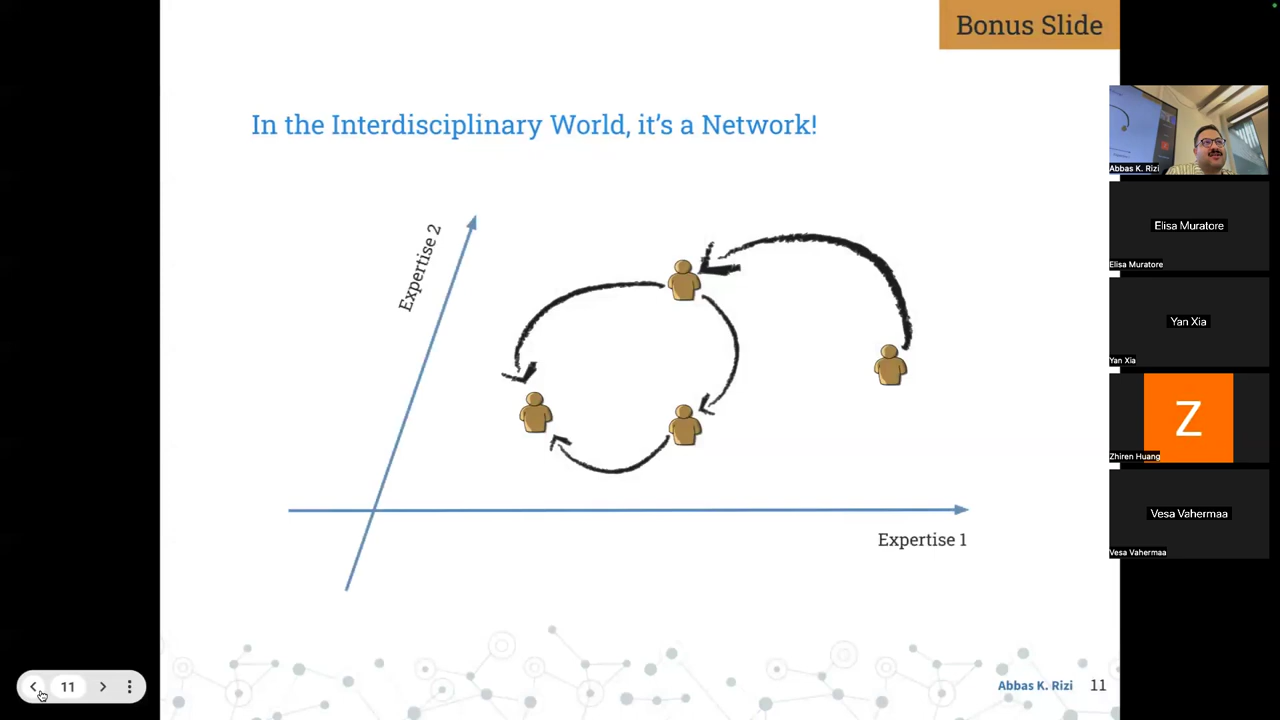 Bonus Slide
In the Interdisciplinary World, it's a Network!
Expertise 2
Expertise 1
Abbas K. Rizi 11
11
Abbas K. Rizi
Elisa Muratore
Elisa Muratore
Yan Xia
Yan Xia
Z
Zhiren Huang
Vesa Vahermaa
Vesa Vahermaa